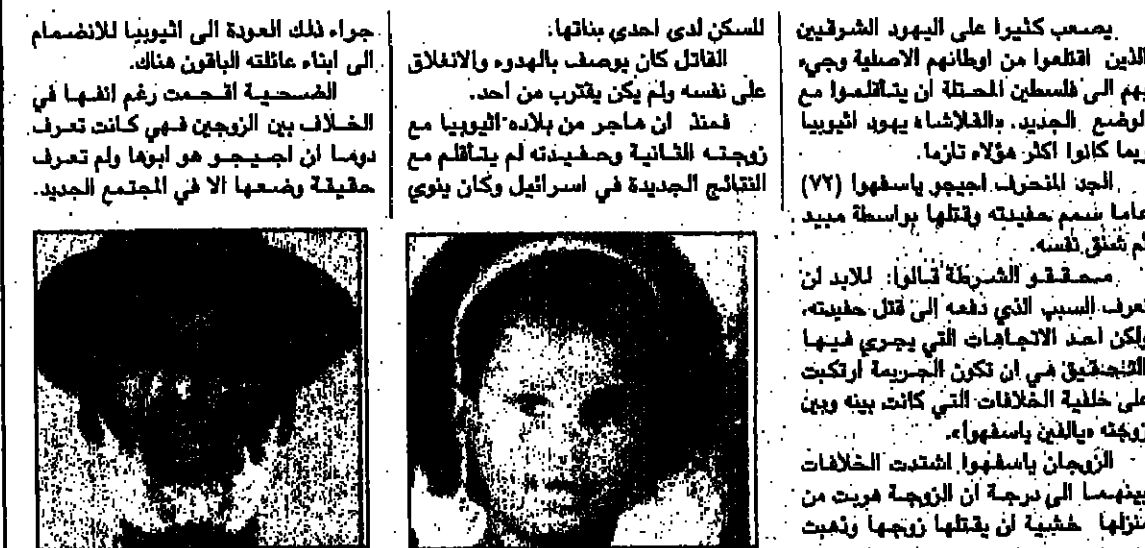 يصعب كثيرا على اليهود الشرقيين
الذين اقتلعوا من اوطانهم الاصلية وجيء
بهم الى فلسطين المحتلة ان يتأقلموا مع
الوضع الجديد. «الفلاشا» يهود اثيوبيا
ربما كانوا اكثر هؤلاء تازما.
الجد المنحرف اجيجو ياسفهوا (٧٢)
عاما سمم حفيدته وقتلها بواسطة مبيد
ثم شنق نفسه.
محققو الشرطة قالوا: للابد لن
نعرف السبب الذي دفعه إلى قتل حفيدته،
ولكن احد الاتجاهات التي يجري فيها
التحقيق هي ان تكون الجريمة ارتكبت
على خلفية الخلافات التي كانت بينه وبين
زوجته «يالفين ياسفهوا».
الزوجان ياسفهوا اشتدت الخلافات
بينهما الى درجة ان الزوجة هربت من
منزلها خشية ان يقتلها زوجها وذهبت
للسكن لدى احدى بناتها.
القاتل كان يوصف بالهدوء والانغلاق
على نفسه ولم يكن يقترب من احد.
فمنذ ان هاجر من بلاده اثيوبيا مع
زوجته الثانية وحفيدته لم يتأقلم مع
النتائج الجديدة في اسرائيل وكان ينوي
جراء ذلك العودة الى اثيوبيا للانضمام
الى ابناء عائلته الباقون هناك.
الضحية اقحمت رغم انفها في
الخلاف بين الزوجين فهي كانت تعرف
دوما ان اجيجو هو ابوها ولم تعرف
حقيقة وضعها الا في المجتمع الجديد.